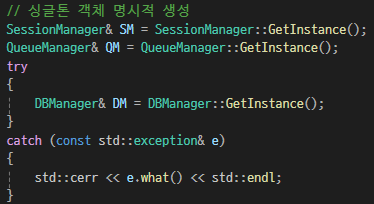 // 싱글톤 객체 명시적 생성
SessionManager& SM = SessionManager::GetInstance();
QueueManager& QM = QueueManager::GetInstance();
try
{
    DBManager& DM = DBManager::GetInstance();
}
catch (const std::exception& e)
{
    std::cerr << e.what() << std::endl;
}